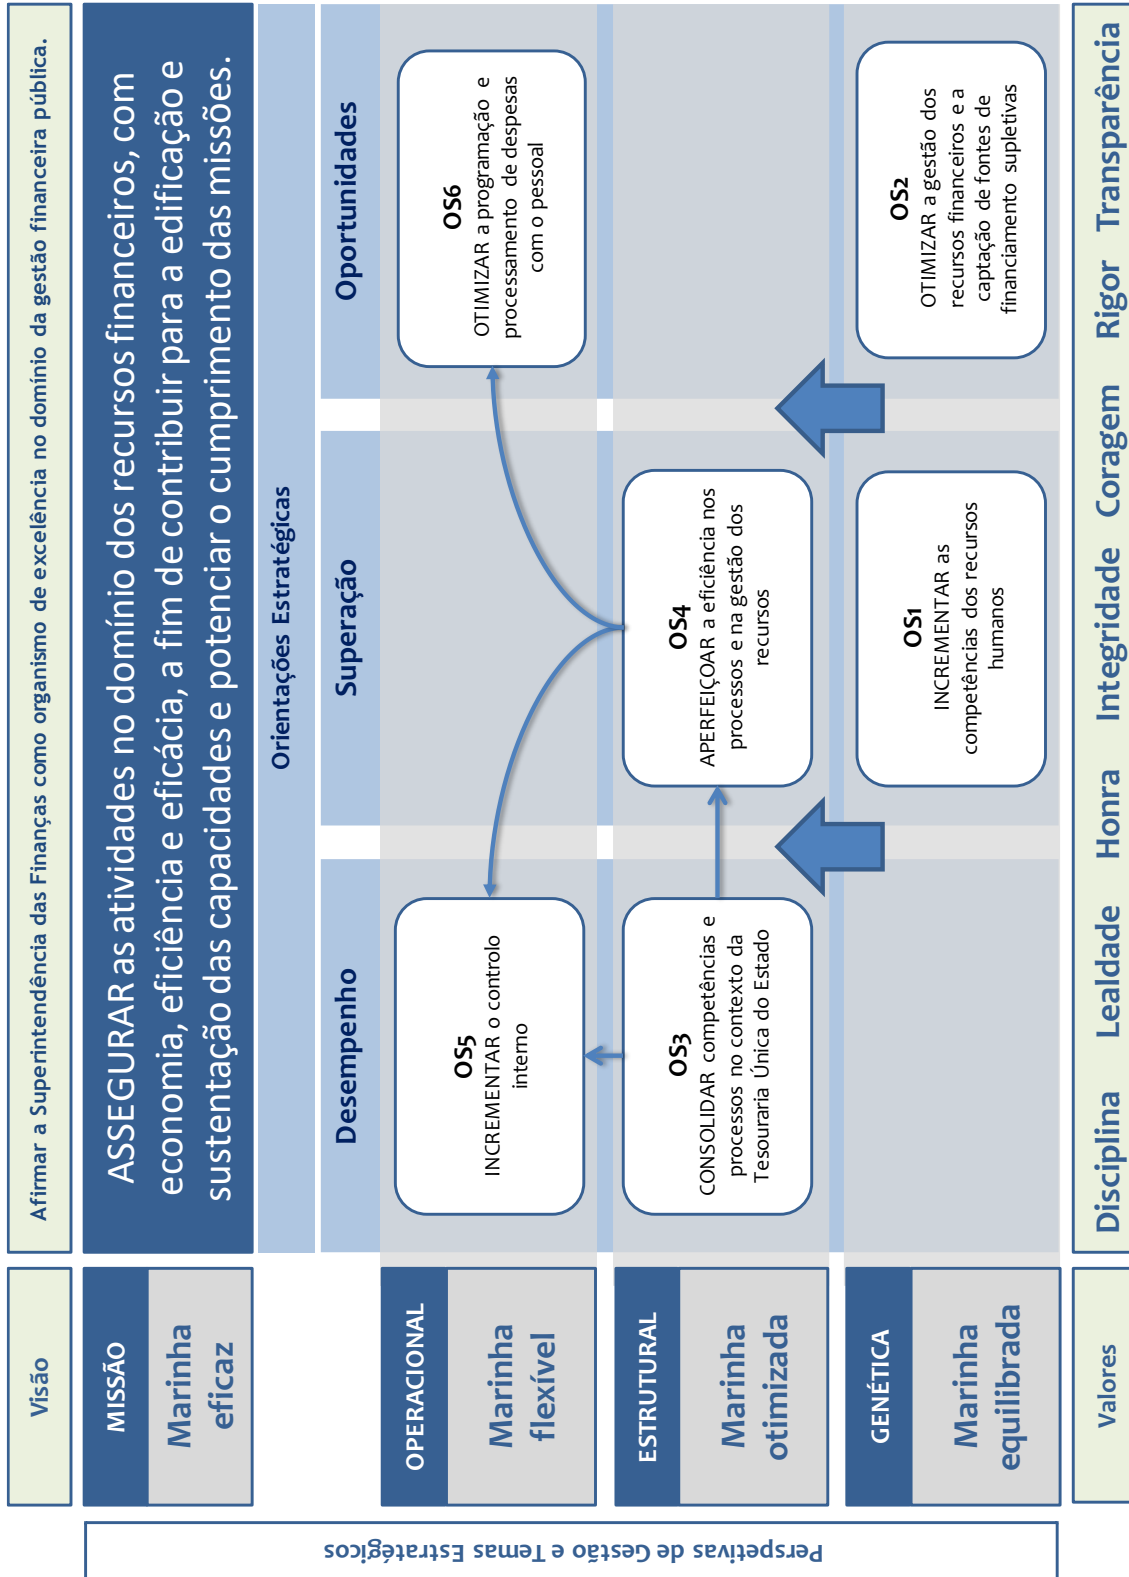 Visão
Afirmar a Superintendência das Finanças como organismo de excelência no domínio da gestão financeira pública.
MISSÃO
Marinha
eficaz
ASSEGURAR as atividades no domínio dos recursos financeiros, com
economia, eficiência e eficácia, a fim de contribuir para a edificação e
sustentação das capacidades e potenciar o cumprimento das missões.
Orientações Estratégicas
Desempenho
Superação
Oportunidades
Perspetivas de Gestão e Temas Estratégicos
OPERACIONAL
Marinha
flexível
OS5
INCREMENTAR o controlo
interno
OS6
OTIMIZAR a programação e
processamento de despesas
com o pessoal
ESTRUTURAL
Marinha
otimizada
OS3
CONSOLIDAR competências e
processos no contexto da
Tesouraria Única do Estado
OS4
APERFEIÇOAR a eficiência nos
processos e na gestão dos
recursos
GENÉTICA
Marinha
equilibrada
OS1
INCREMENTAR as
competências dos recursos
humanos
OS2
OTIMIZAR a gestão dos
recursos financeiros e a
captação de fontes de
financiamento supletivas
Valores
Disciplina Lealdade Honra Integridade Coragem Rigor Transparência